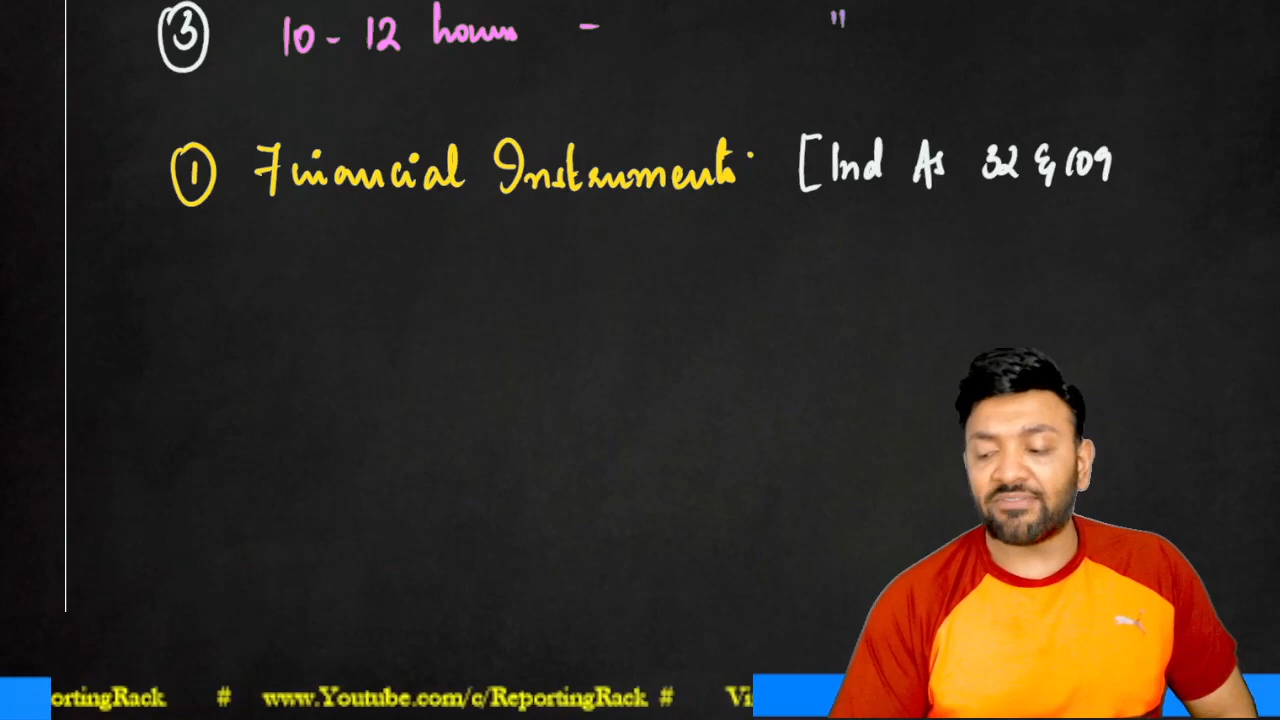 3 10-12 hours - "
1 Financial Instruments [Ind As 32 & 109
ortingRack # www.Youtube.com/c/ReportingRack # Vi